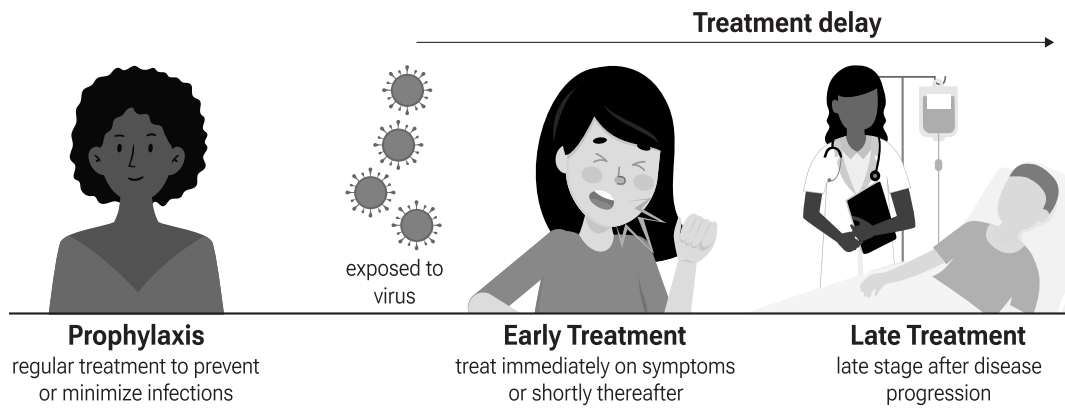 Treatment delay
exposed to
virus
Prophylaxis
regular treatment to prevent
or minimize infections
Early Treatment
treat immediately on symptoms
or shortly thereafter
Late Treatment
late stage after disease
progression